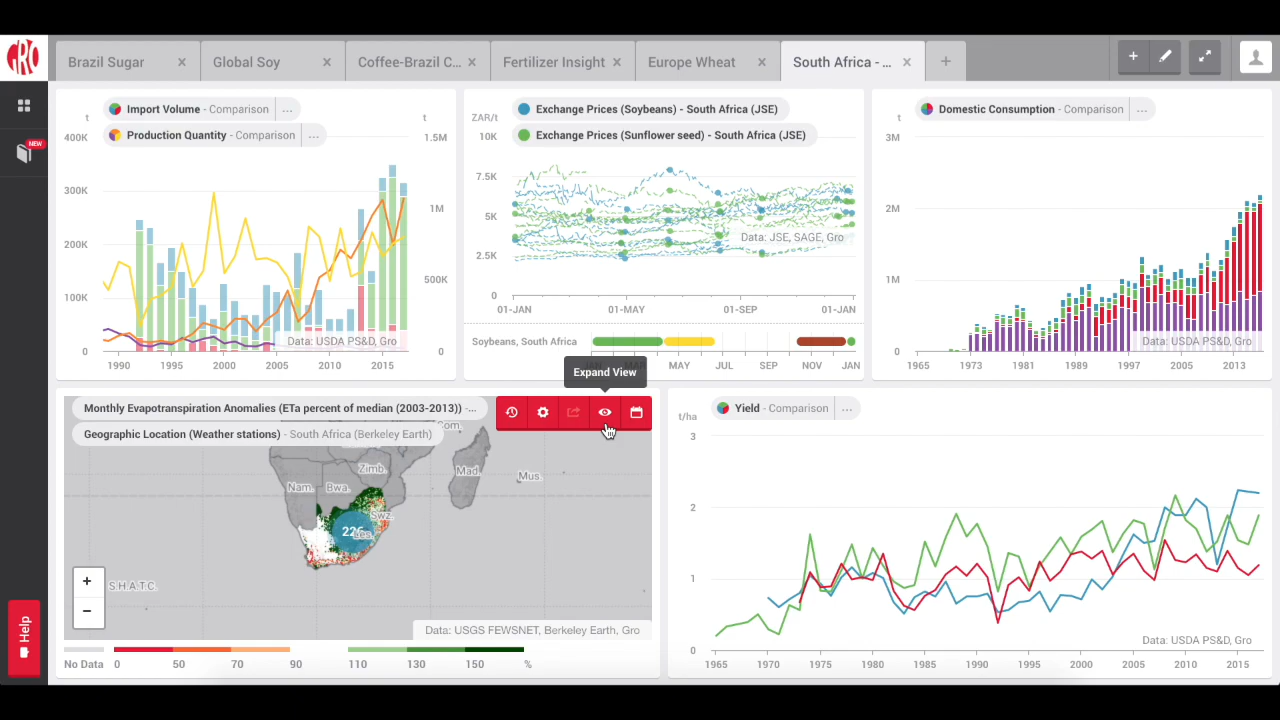 GRO
Brazil Sugar ×
Global Soy ×
Coffee-Brazil C... ×
Fertilizer Insight ×
Europe Wheat ×
South Africa - ... ×
+
+
NEW
Help
t
Import Volume - Comparison ...
t
Production Quantity - Comparison ...
400K
300K
200K
100K
0
1.5M
1M
500K
0
Data: USDA PS&D, Gro
1990
1995
2000
2005
2010
2015
ZAR/t
Exchange Prices (Soybeans) - South Africa (JSE)
Exchange Prices (Sunflower seed) - South Africa (JSE)
10K
7.5K
5K
2.5K
0
Data: JSE, SAGE, Gro
01-JAN
01-MAY
01-SEP
01-JAN
Soybeans, South Africa
MAY
JUL
SEP
NOV
JAN
Expand View
t
Domestic Consumption - Comparison ...
3M
2M
1M
0
Data: USDA PS&D, Gro
1965
1973
1981
1989
1997
2005
2013
Monthly Evapotranspiration Anomalies (ETa percent of median (2003-2013)) -...
Geographic Location (Weather stations) - South Africa (Berkeley Earth)
Com.
Zimb.
Mad.
Mus.
Nam.
Bwa.
Swz.
226
Les.
S.H.A.T.C.
+
−
Data: USGS FEWSNET, Berkeley Earth, Gro
No Data
0
50
70
90
110
130
150
%
t/ha
Yield - Comparison ...
3
2
1
0
Data: USDA PS&D, Gro
1965
1970
1975
1980
1985
1990
1995
2000
2005
2010
2015